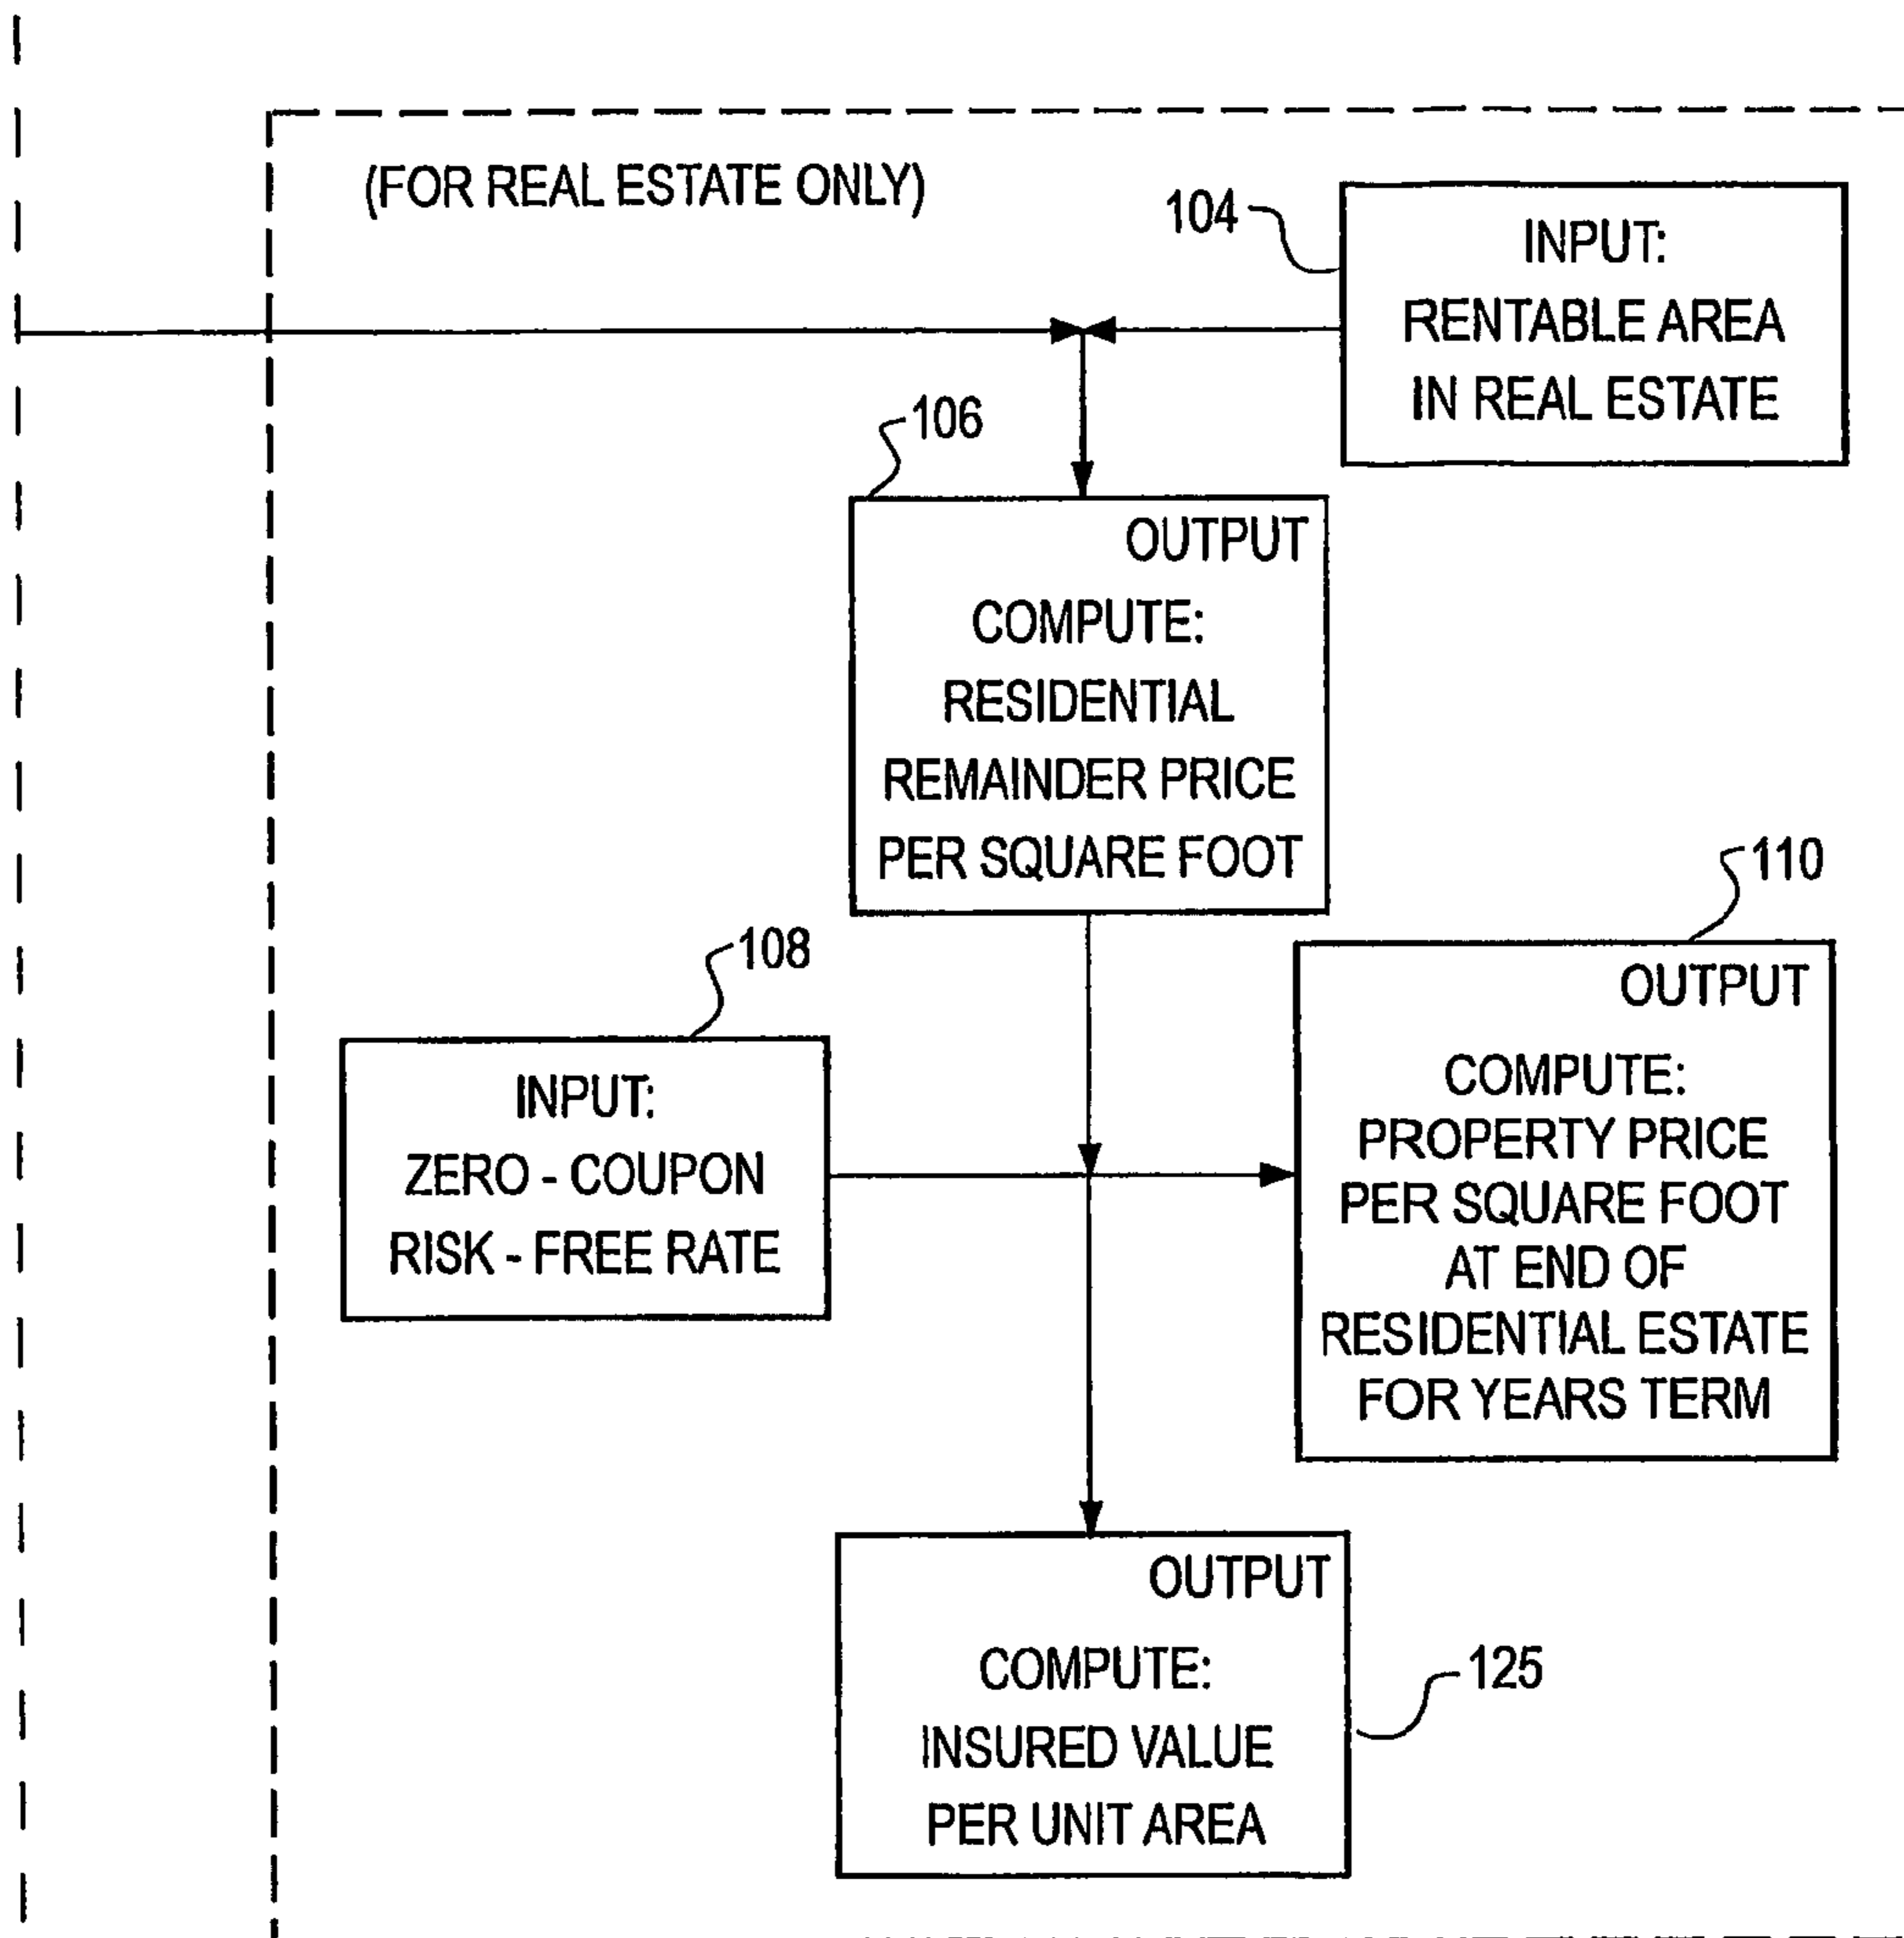 (FOR REAL ESTATE ONLY)
104
INPUT:
RENTABLE AREA
IN REAL ESTATE
106
OUTPUT
COMPUTE:
RESIDENTIAL
REMAINDER PRICE
PER SQUARE FOOT
108
INPUT:
ZERO - COUPON
RISK - FREE RATE
110
OUTPUT
COMPUTE:
PROPERTY PRICE
PER SQUARE FOOT
AT END OF
RESIDENTIAL ESTATE
FOR YEARS TERM
OUTPUT
COMPUTE:
INSURED VALUE
PER UNIT AREA
125